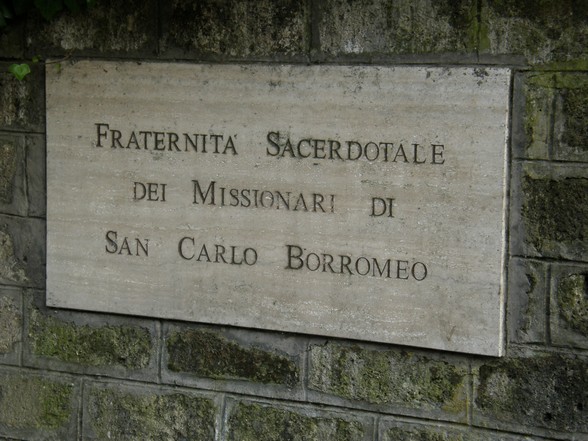 FRATERNITÀ SACERDOTALE
DEI MISSIONARI DI
SAN CARLO BORROMEO